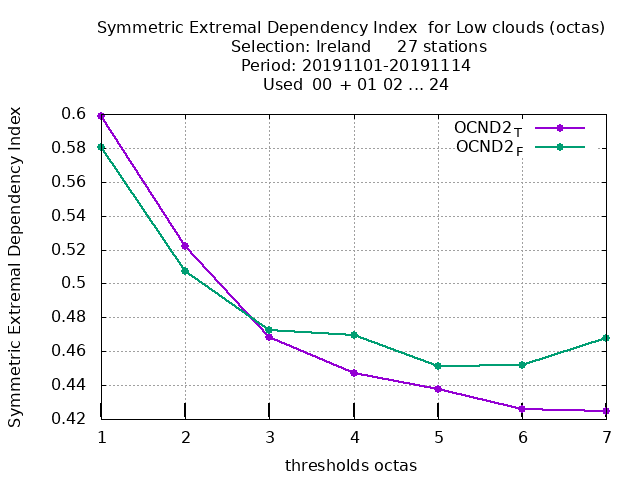 Symmetric Extremal Dependency Index for Low clouds (octas)
Selection: Ireland 27 stations
Period: 20191101-20191114
Used 00 + 01 02 ... 24
Symmetric Extremal Dependency Index
0.6
0.58
0.56
0.54
0.52
0.5
0.48
0.46
0.44
0.42
OCND2T
OCND2F
1 2 3 4 5 6 7
thresholds octas